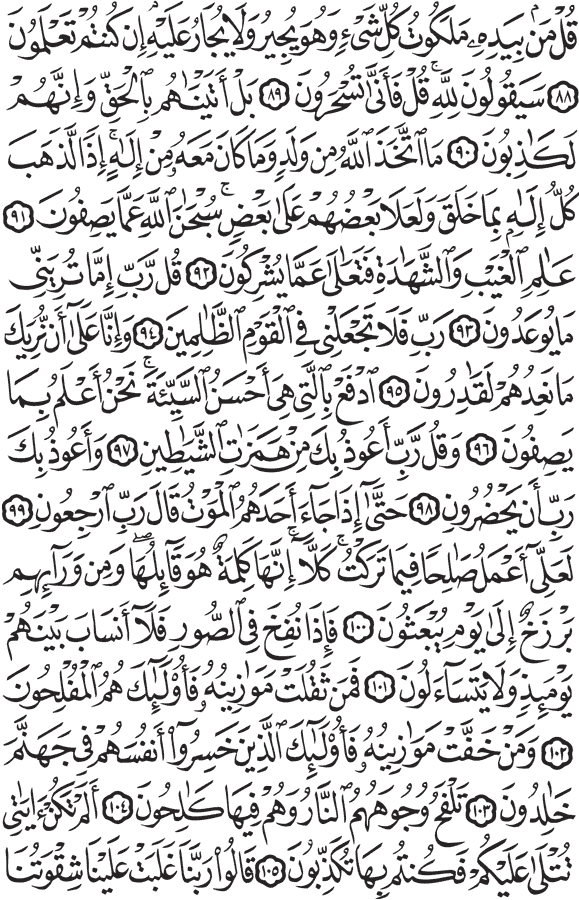 قُلْ مَنۢ بِيَدِهِۦ مَلَكُوتُ كُلِّ شَىْءٍ وَهُوَ يُجِيرُ وَلَا يُجَارُ عَلَيْهِ إِن كُنتُمْ تَعْلَمُونَ
٨٨ سَيَقُولُونَ لِلَّهِ ۚ قُلْ فَأَنَّىٰ تُسْحَرُونَ ٨٩ بَلْ أَتَيْنَٰهُم بِٱلْحَقِّ وَإِنَّهُمْ
لَكَٰذِبُونَ ٩٠ مَا ٱتَّخَذَ ٱللَّهُ مِن وَلَدٍ وَمَا كَانَ مَعَهُۥ مِنْ إِلَٰهٍ ۚ إِذًا لَّذَهَبَ
كُلُّ إِلَٰهٍۭ بِمَا خَلَقَ وَلَعَلَا بَعْضُهُمْ عَلَىٰ بَعْضٍ ۚ سُبْحَٰنَ ٱللَّهِ عَمَّا يَصِفُونَ ٩١
عَٰلِمِ ٱلْغَيْبِ وَٱلشَّهَٰدَةِ فَتَعَٰلَىٰ عَمَّا يُشْرِكُونَ ٩٢ قُل رَّبِّ إِمَّا تُرِيَنِّى
مَا يُوعَدُونَ ٩٣ رَبِّ فَلَا تَجْعَلْنِى فِى ٱلْقَوْمِ ٱلظَّٰلِمِينَ ٩٤ وَإِنَّا عَلَىٰٓ أَن نُّرِيَكَ
مَا نَعِدُهُمْ لَقَٰدِرُونَ ٩٥ ٱدْفَعْ بِٱلَّتِى هِىَ أَحْسَنُ ٱلسَّيِّئَةَ ۚ نَحْنُ أَعْلَمُ بِمَا
يَصِفُونَ ٩٦ وَقُل رَّبِّ أَعُوذُ بِكَ مِنْ هَمَزَٰتِ ٱلشَّيَٰطِينِ ٩٧ وَأَعُوذُ بِكَ
رَبِّ أَن يَحْضُرُونِ ٩٨ حَتَّىٰٓ إِذَا جَآءَ أَحَدَهُمُ ٱلْمَوْتُ قَالَ رَبِّ ٱرْجِعُونِ ٩٩
لَعَلِّىٓ أَعْمَلُ صَٰلِحًا فِيمَا تَرَكْتُ ۚ كَلَّآ ۚ إِنَّهَا كَلِمَةٌ هُوَ قَآئِلُهَا ۖ وَمِن وَرَآئِهِم
بَرْزَخٌ إِلَىٰ يَوْمِ يُبْعَثُونَ ١٠٠ فَإِذَا نُفِخَ فِى ٱلصُّورِ فَلَآ أَنسَابَ بَيْنَهُمْ
يَوْمَئِذٍ وَلَا يَتَسَآءَلُونَ ١٠١ فَمَن ثَقُلَتْ مَوَٰزِينُهُۥ فَأُو۟لَٰٓئِكَ هُمُ ٱلْمُفْلِحُونَ
١٠٢ وَمَنْ خَفَّتْ مَوَٰزِينُهُۥ فَأُو۟لَٰٓئِكَ ٱلَّذِينَ خَسِرُوٓا۟ أَنفُسَهُمْ فِى جَهَنَّمَ
خَٰلِدُونَ ١٠٣ تَلْفَحُ وُجُوهَهُمُ ٱلنَّارُ وَهُمْ فِيهَا كَٰلِحُونَ ١٠٤ أَلَمْ تَكُنْ ءَايَٰتِى
تُتْلَىٰ عَلَيْكُمْ فَكُنتُم بِهَا تُكَذِّبُونَ ١٠٥ قَالُوا۟ رَبَّنَا غَلَبَتْ عَلَيْنَا شِقْوَتُنَا